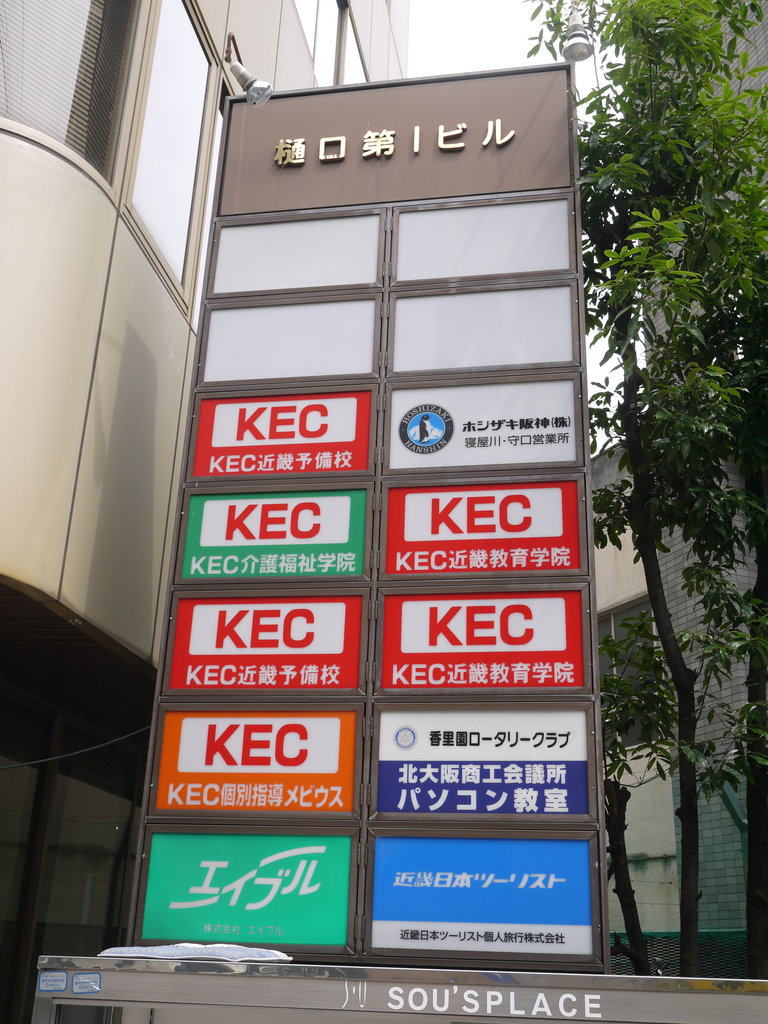 樋口第1ビル
KEC
KEC近畿予備校
HOSHIZAKI
HANSHIN
ホシザキ阪神(株)
寝屋川・守口営業所
KEC
KEC介護福祉学院
KEC
KEC近畿教育学院
KEC
KEC近畿予備校
KEC
KEC近畿教育学院
KEC
KEC個別指導メビウス
香里園ロータリークラブ
北大阪商工会議所
パソコン教室
エイブル
株式会社 エイブル
近畿日本ツーリスト
近畿日本ツーリスト個人旅行株式会社
SOU'SPLACE